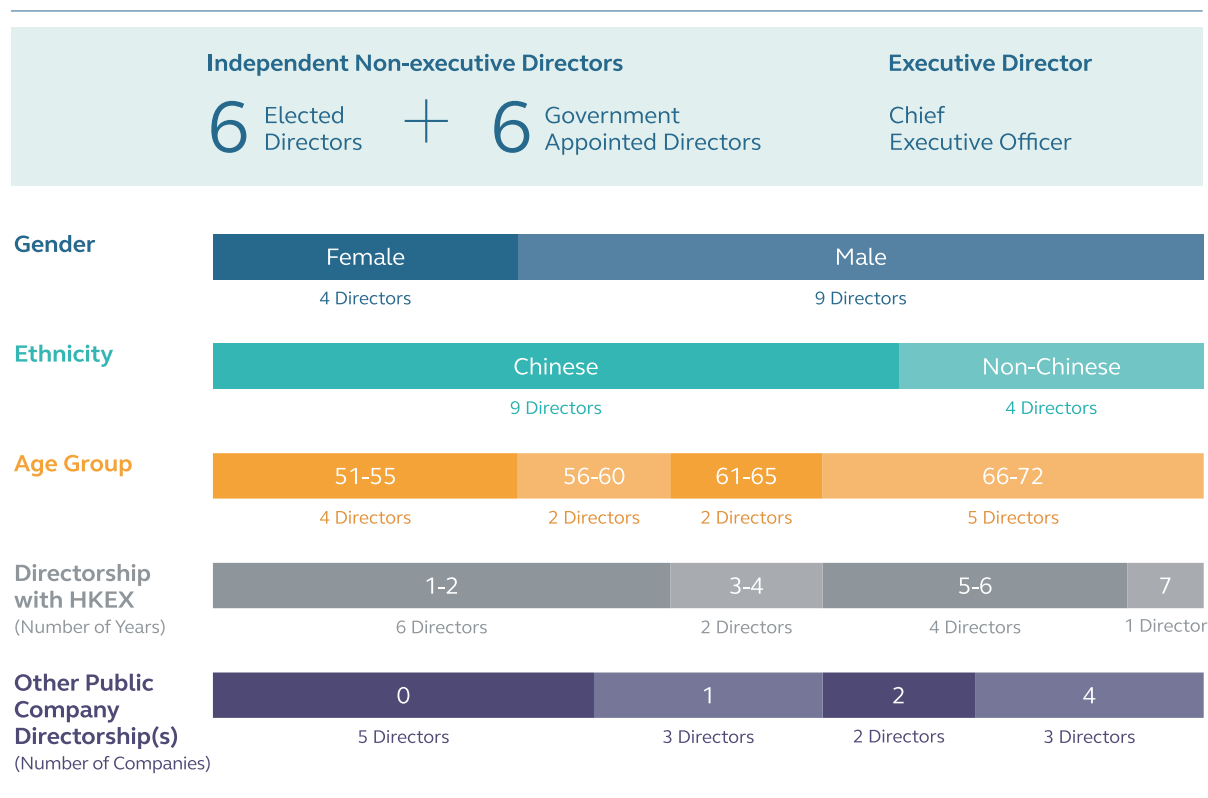 Independent Non-executive Directors
6 Elected Directors + 6 Government Appointed Directors
Executive Director
Chief
Executive Officer
Gender
Female
Male
4 Directors
9 Directors
Ethnicity
Chinese
Non-Chinese
9 Directors
4 Directors
Age Group
51-55
56-60
61-65
66-72
4 Directors
2 Directors
2 Directors
5 Directors
Directorship
with HKEX
(Number of Years)
1-2
3-4
5-6
7
6 Directors
2 Directors
4 Directors
1 Director
Other Public
Company
Directorship(s)
(Number of Companies)
0
1
2
4
5 Directors
3 Directors
2 Directors
3 Directors